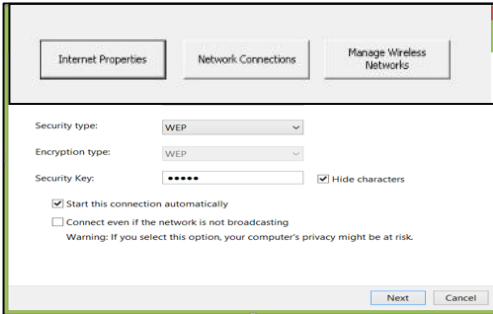 Internet Properties
Network Connections
Manage Wireless
Networks
Security type:
WEP
Encryption type:
WEP
Security Key:
•••••
Hide characters
Start this connection automatically
Connect even if the network is not broadcasting
Warning: If you select this option, your computer's privacy might be at risk.
Next
Cancel